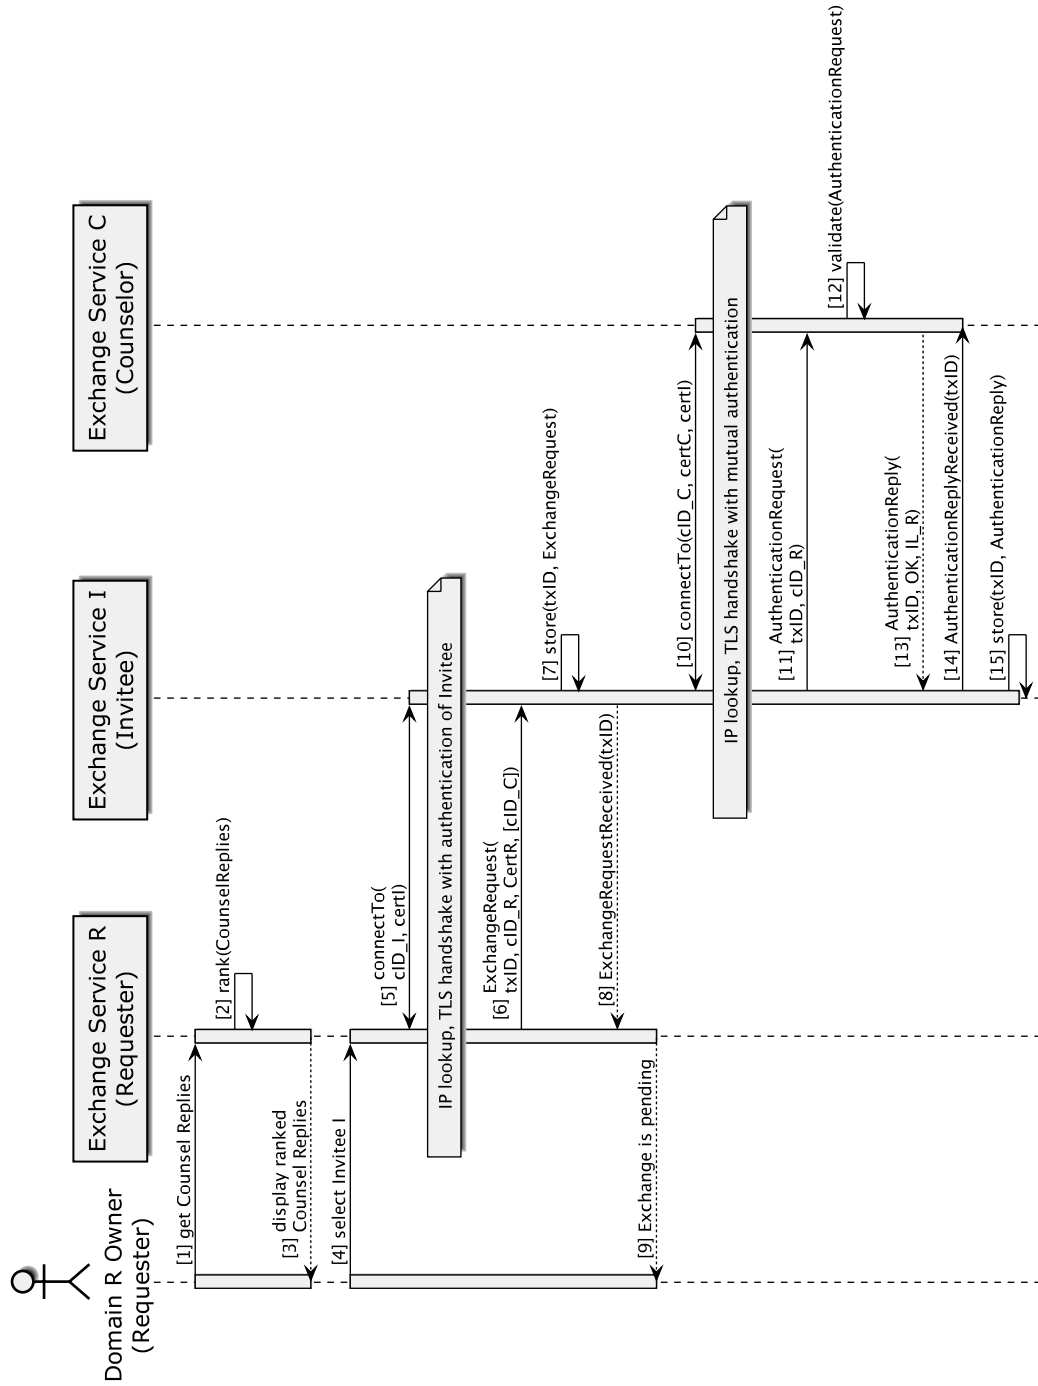 Domain R Owner
(Requester)
Exchange Service R
(Requester)
Exchange Service I
(Invitee)
Exchange Service C
(Counselor)
[1] get Counsel Replies
[2] rank(CounselReplies)
display ranked
[3] Counsel Replies
[4] select Invitee I
connectTo(
[5] cID_I, certI)
IP lookup, TLS handshake with authentication of Invitee
ExchangeRequest(
[6] txID, cID_R, CertR, [cID_C])
[7] store(txID, ExchangeRequest)
[8] ExchangeRequestReceived(txID)
[9] Exchange is pending
[10] connectTo(cID_C, certC, certI)
IP lookup, TLS handshake with mutual authentication
AuthenticationRequest(
[11] txID, cID_R)
[12] validate(AuthenticationRequest)
AuthenticationReply(
[13] txID, OK, IL_R)
[14] AuthenticationReplyReceived(txID)
[15] store(txID, AuthenticationReply)